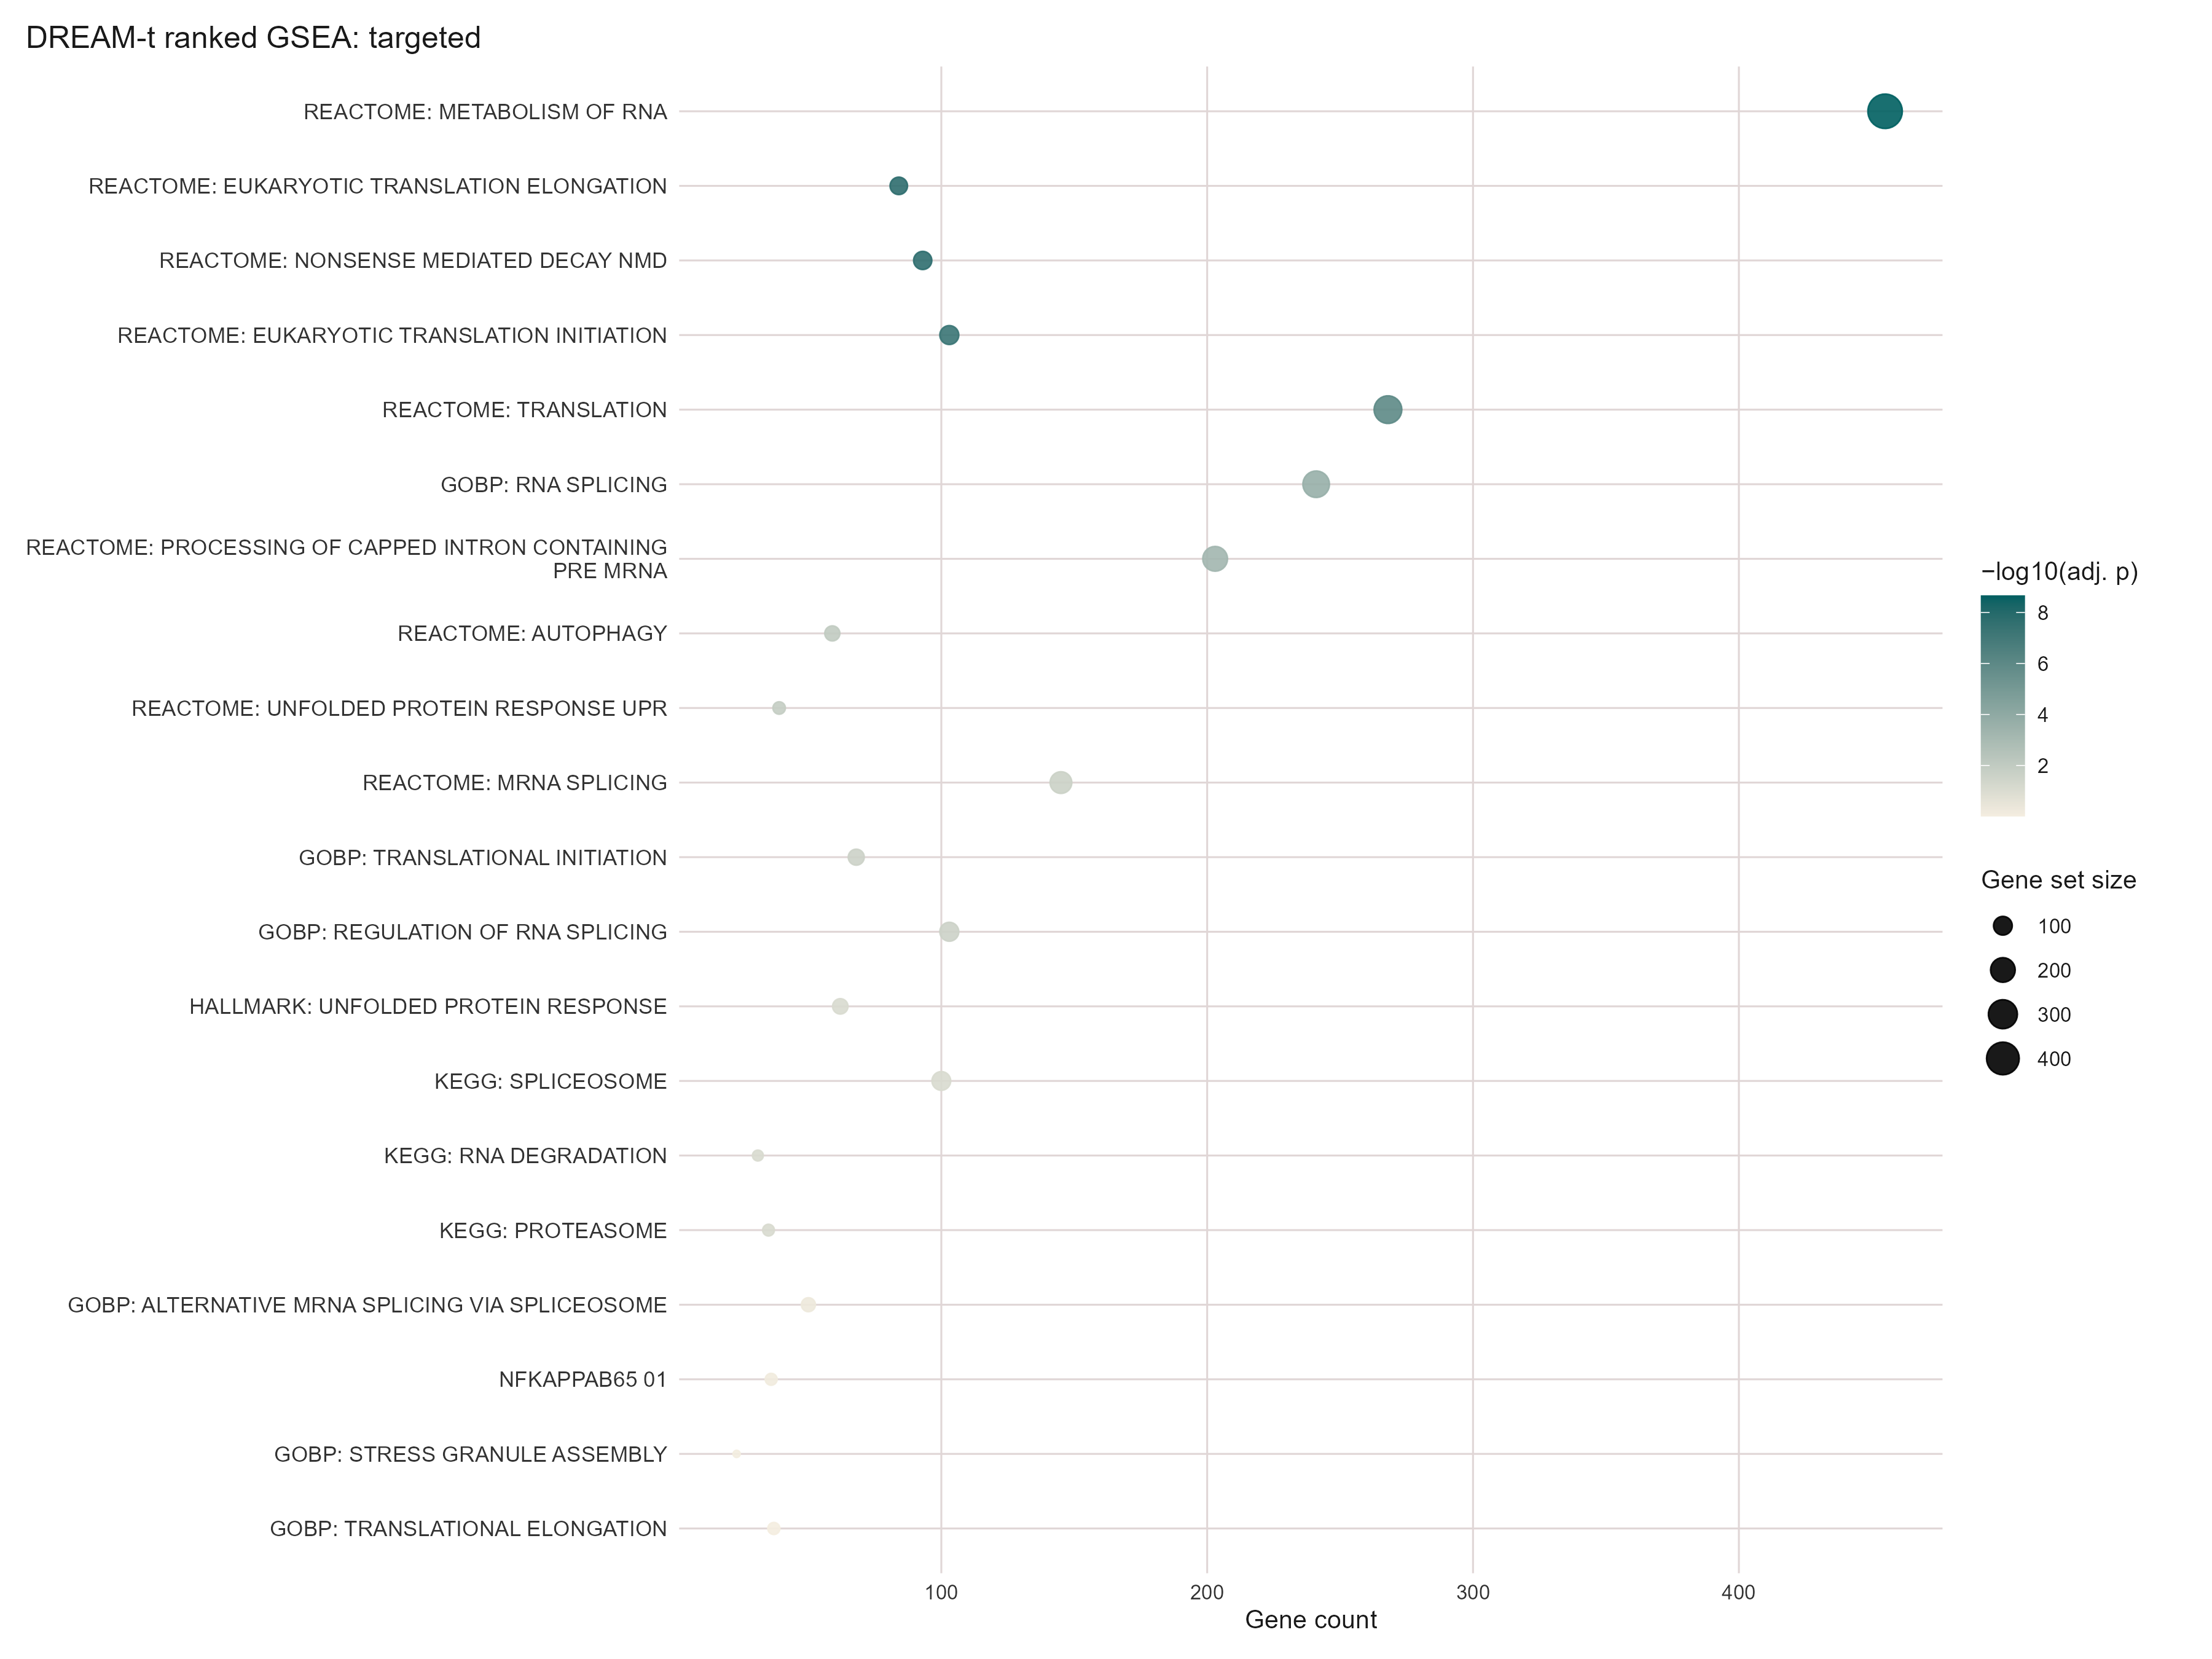 DREAM-t ranked GSEA: targeted
REACTOME: METABOLISM OF RNA
REACTOME: EUKARYOTIC TRANSLATION ELONGATION
REACTOME: NONSENSE MEDIATED DECAY NMD
REACTOME: EUKARYOTIC TRANSLATION INITIATION
REACTOME: TRANSLATION
GOBP: RNA SPLICING
REACTOME: PROCESSING OF CAPPED INTRON CONTAINING
PRE MRNA
REACTOME: AUTOPHAGY
REACTOME: UNFOLDED PROTEIN RESPONSE UPR
REACTOME: MRNA SPLICING
GOBP: TRANSLATIONAL INITIATION
GOBP: REGULATION OF RNA SPLICING
HALLMARK: UNFOLDED PROTEIN RESPONSE
KEGG: SPLICEOSOME
KEGG: RNA DEGRADATION
KEGG: PROTEASOME
GOBP: ALTERNATIVE MRNA SPLICING VIA SPLICEOSOME
NFKAPPAB65 01
GOBP: STRESS GRANULE ASSEMBLY
GOBP: TRANSLATIONAL ELONGATION
100 200 300 400
Gene count
−log10(adj. p)
8
6
4
2
Gene set size
100
200
300
400